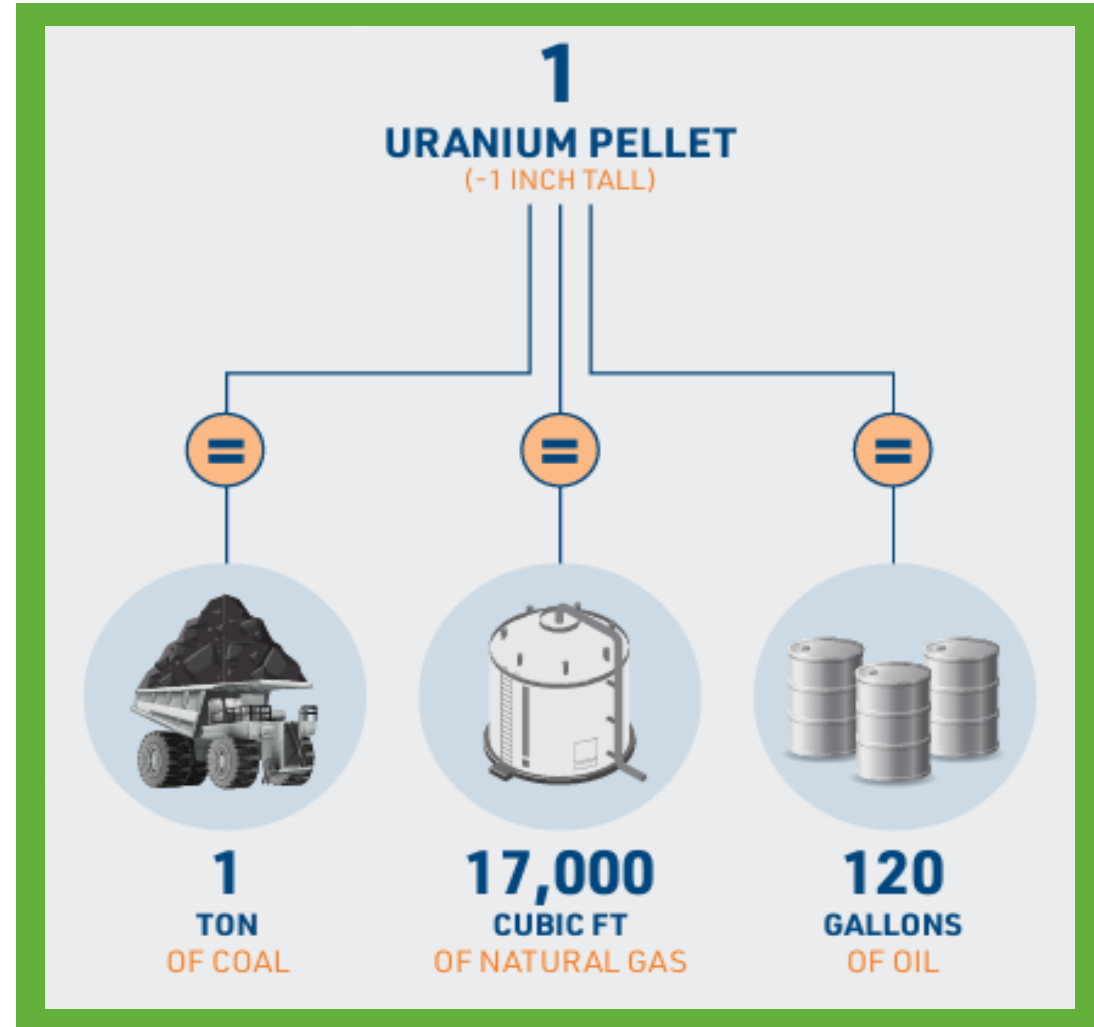 1
URANIUM PELLET
(~1 INCH TALL)
=
=
=
1
TON
OF COAL
17,000
CUBIC FT
OF NATURAL GAS
120
GALLONS
OF OIL